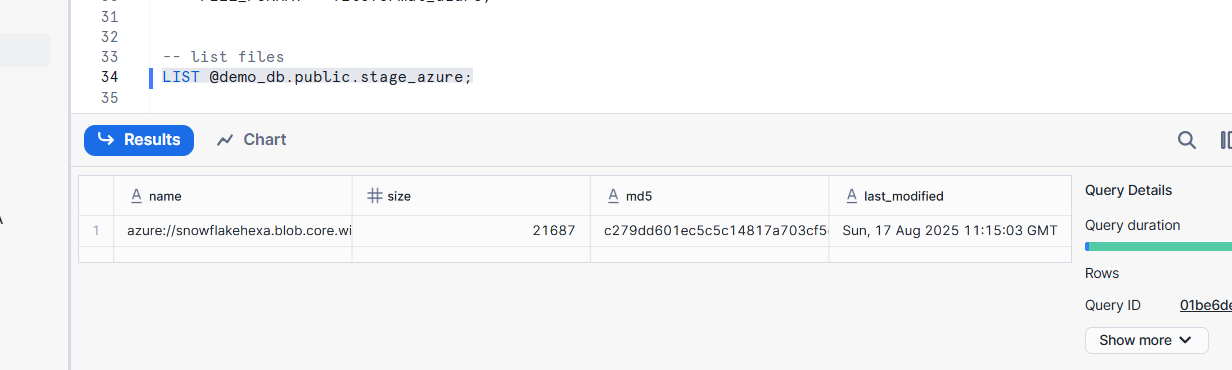 31
32
33 -- list files
34 LIST @demo_db.public.stage_azure;
35
Results Chart
name size md5 last_modified
1 azure://snowflakehexa.blob.core.wi 21687 c279dd601ec5c5c14817a703cf5 Sun, 17 Aug 2025 11:15:03 GMT
Query Details
Query duration
Rows
Query ID 01be6de
Show more